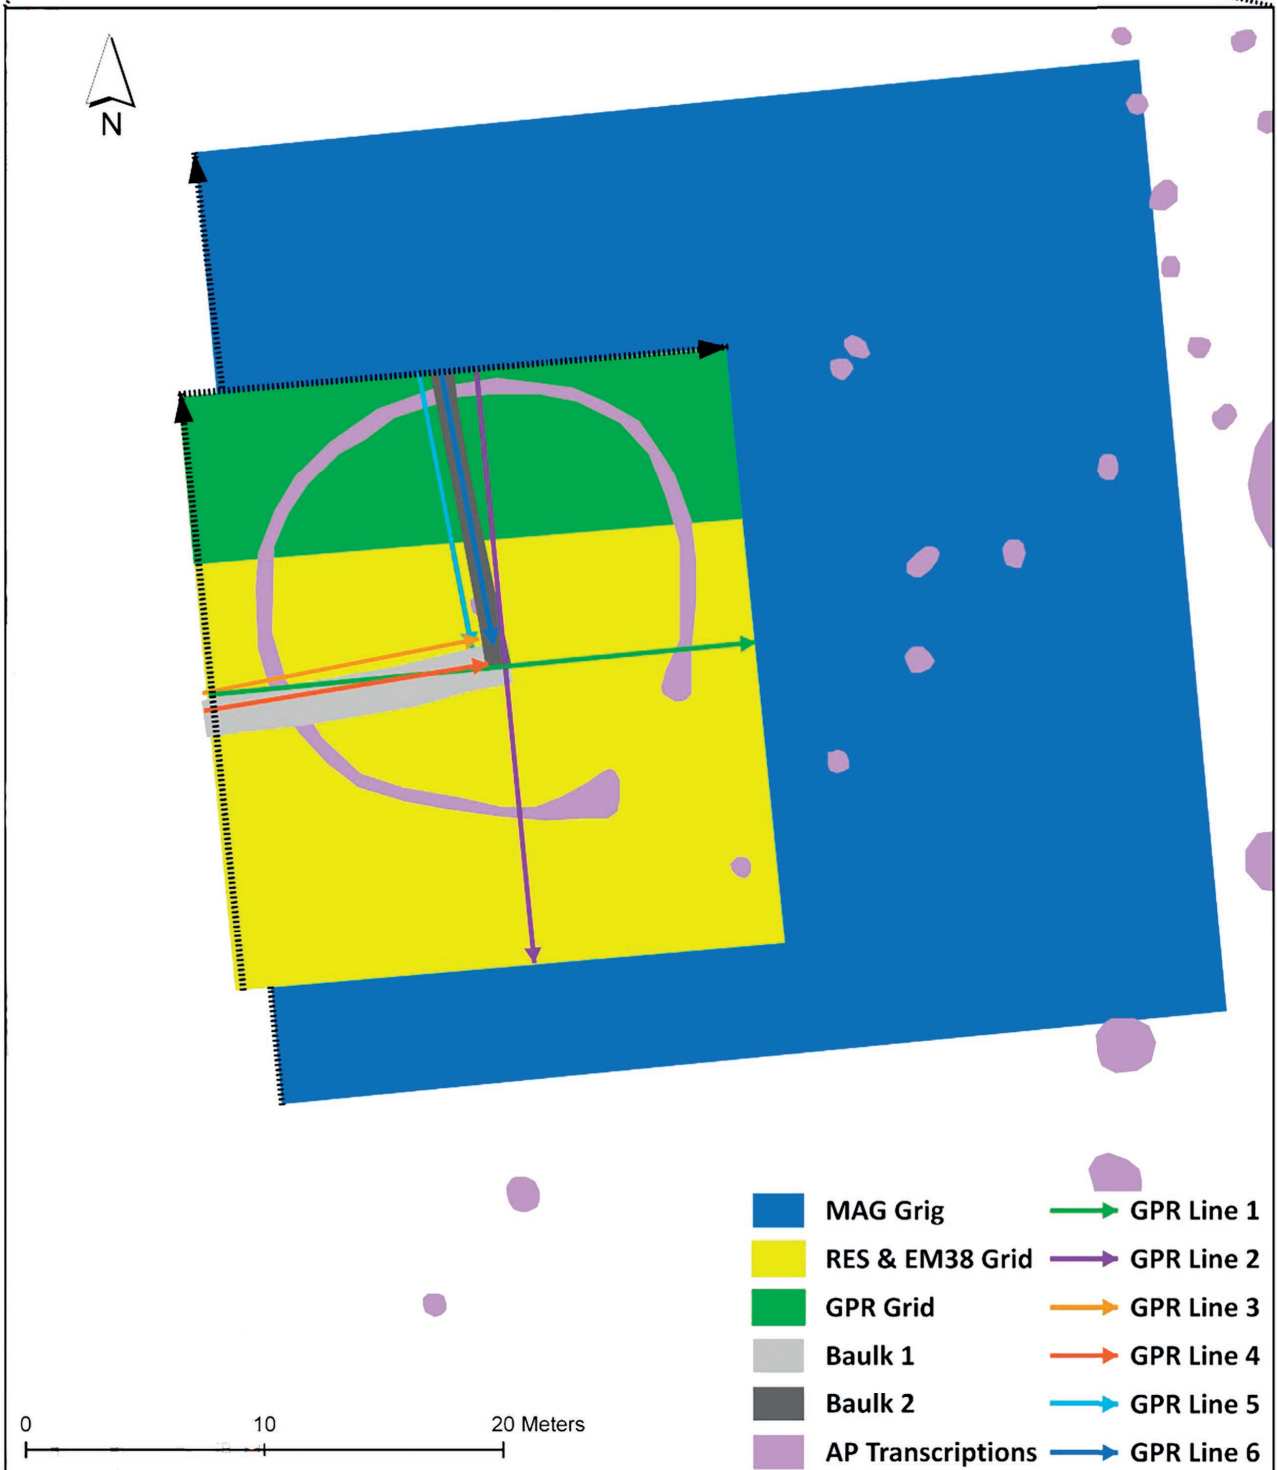 N
MAG Grig
GPR Line 1
RES & EM38 Grid
GPR Line 2
GPR Grid
GPR Line 3
Baulk 1
GPR Line 4
Baulk 2
GPR Line 5
AP Transcriptions
GPR Line 6
0 10 20 Meters